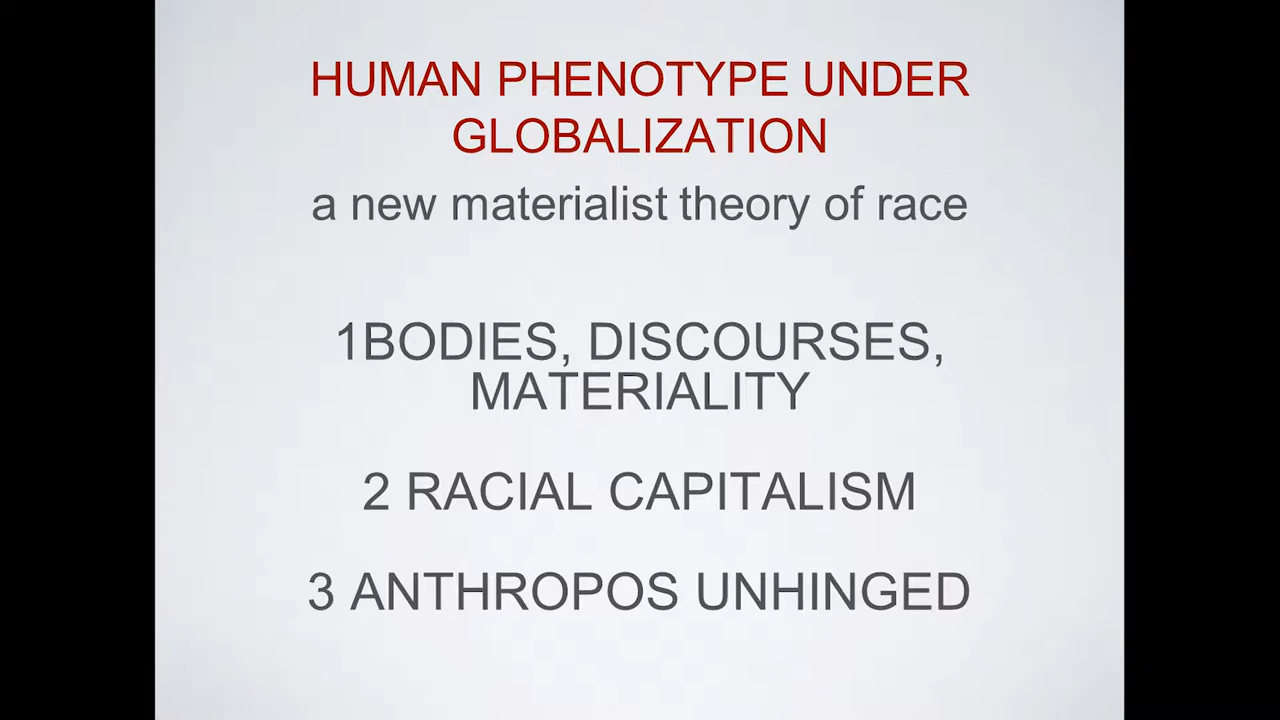 HUMAN PHENOTYPE UNDER
GLOBALIZATION
a new materialist theory of race
1BODIES, DISCOURSES,
MATERIALITY
2 RACIAL CAPITALISM
3 ANTHROPOS UNHINGED